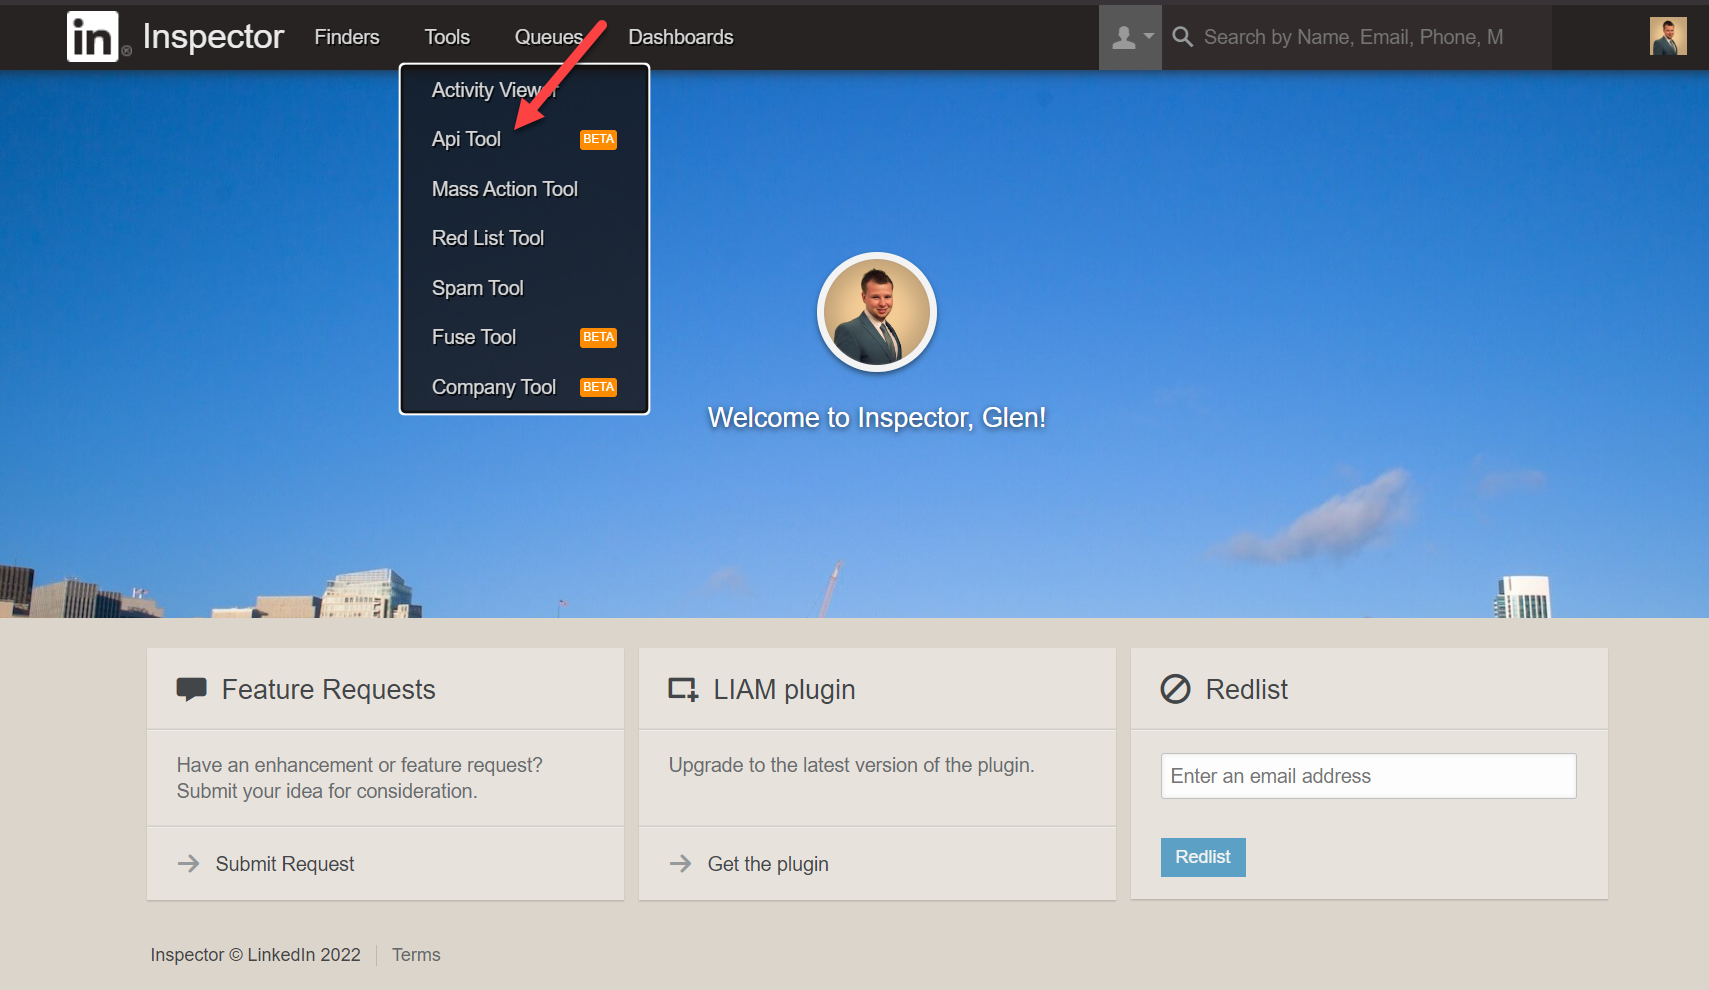 in® Inspector Finders Tools Queues Dashboards Search by Name, Email, Phone, M
Activity Viewer
Api Tool BETA
Mass Action Tool
Red List Tool
Spam Tool
Fuse Tool BETA
Company Tool BETA
Welcome to Inspector, Glen!
Feature Requests
Have an enhancement or feature request?
Submit your idea for consideration.
Submit Request
LIAM plugin
Upgrade to the latest version of the plugin.
Get the plugin
Redlist
Enter an email address
Redlist
Inspector © LinkedIn 2022 Terms